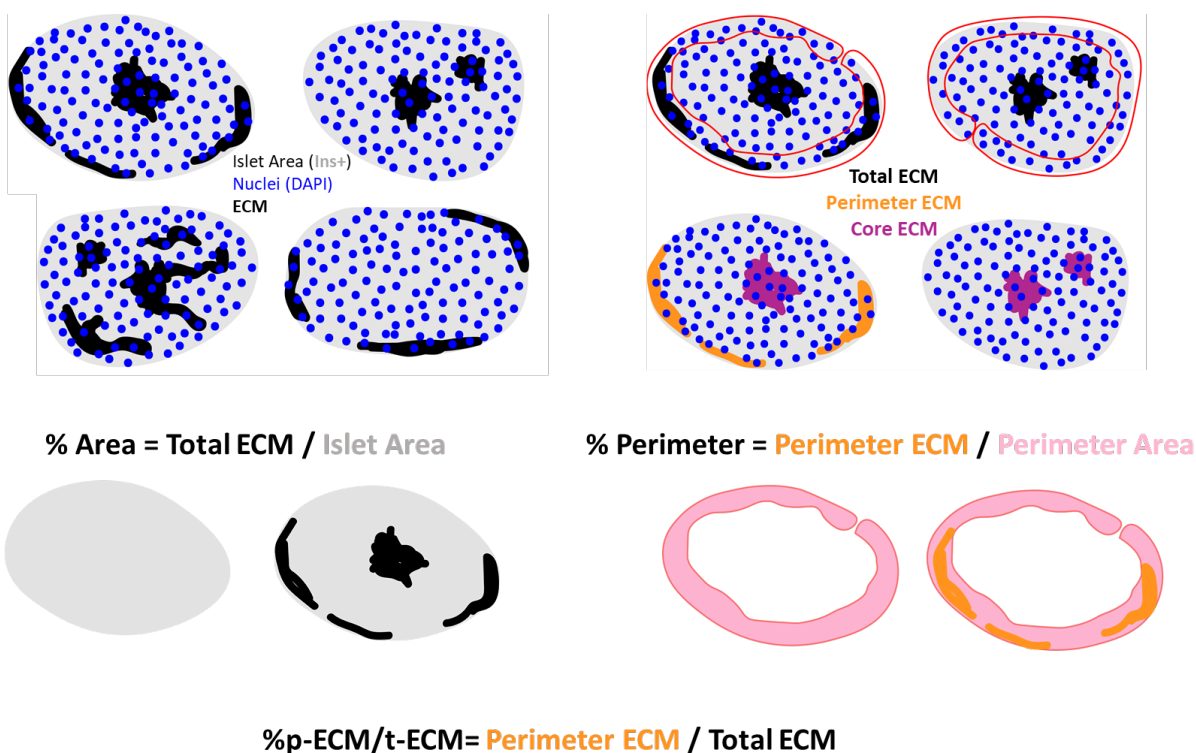 Islet Area (Ins+)
Nuclei (DAPI)
ECM
Total ECM
Perimeter ECM
Core ECM
% Area = Total ECM / Islet Area
% Perimeter = Perimeter ECM / Perimeter Area
%p-ECM/t-ECM= Perimeter ECM / Total ECM